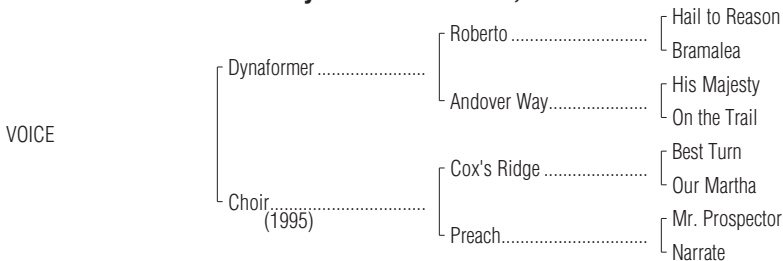 Hail to Reason
Roberto ............................
Bramalea
Dynaformer .......................
His Majesty
Andover Way.....................
On the Trail
VOICE
Best Turn
Cox's Ridge ......................
Our Martha
Choir.................................
(1995)
Mr. Prospector
Preach...............................
Narrate